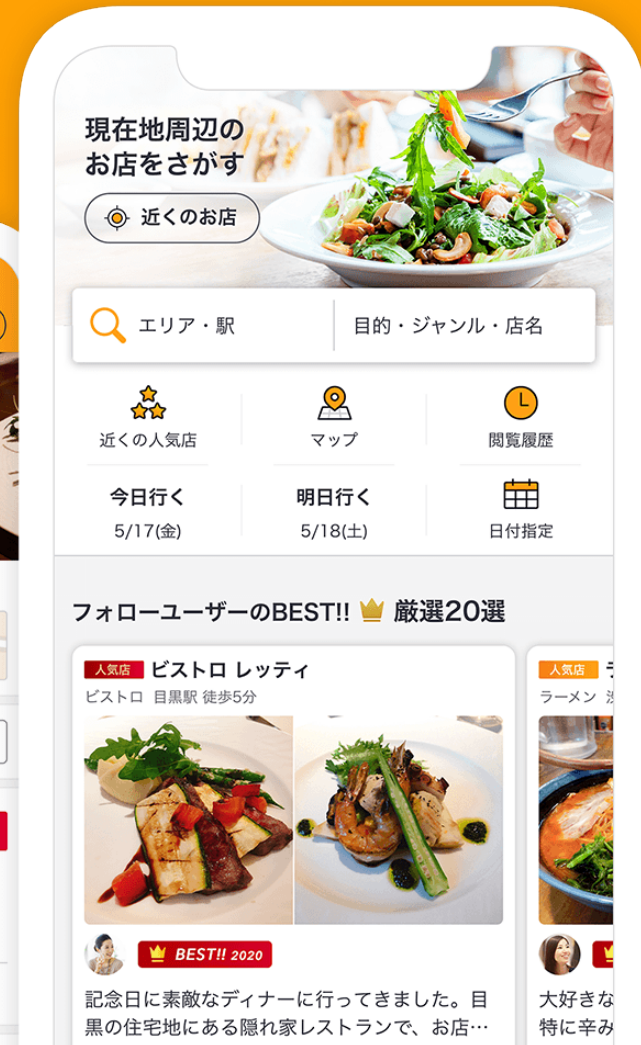 現在地周辺の
お店をさがす
近くのお店
エリア・駅
目的・ジャンル・店名
近くの人気店
マップ
閲覧履歴
今日行く
明日行く
5/17(金)
5/18(土)
日付指定
フォローユーザーのBEST!! 厳選20選
人気店 ビストロ レッティ
ビストロ 目黒駅 徒歩5分
BEST!! 2020
記念日に素敵なディナーに行ってきました。目
黒の住宅地にある隠れ家レストランで、お店…
人気店
ラーメン
大好きな
特に辛み